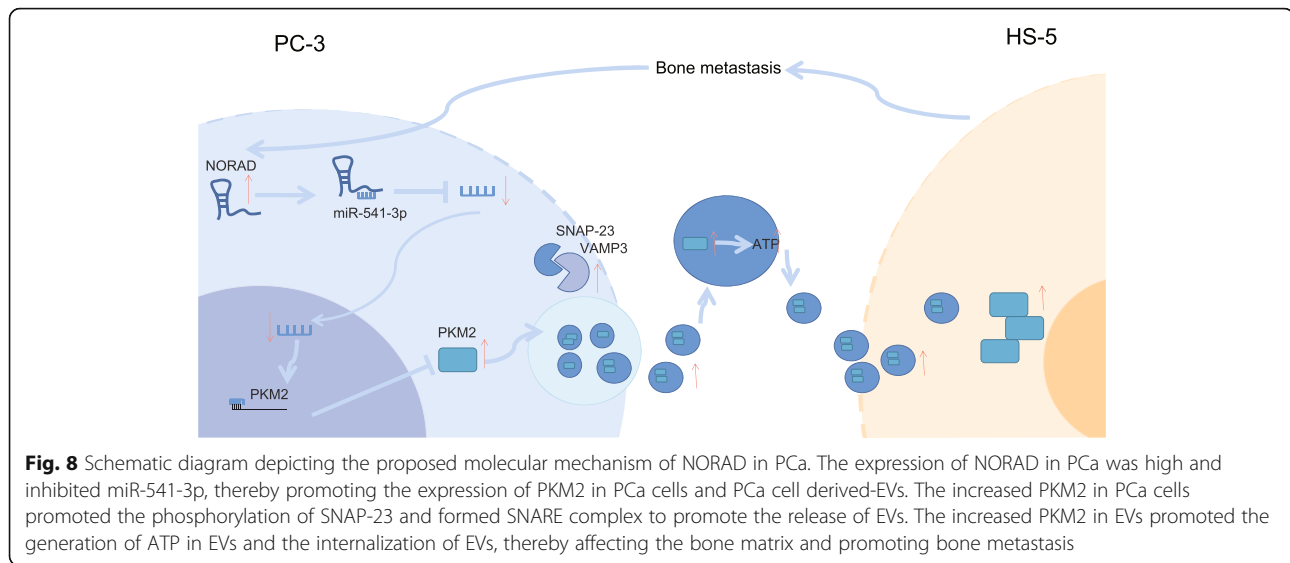 PC-3
HS-5
Bone metastasis
NORAD
miR-541-3p
SNAP-23
VAMP3
ATP
PKM2
PKM2
Fig. 8 Schematic diagram depicting the proposed molecular mechanism of NORAD in PCa. The expression of NORAD in PCa was high and
inhibited miR-541-3p, thereby promoting the expression of PKM2 in PCa cells and PCa cell derived-EVs. The increased PKM2 in PCa cells
promoted the phosphorylation of SNAP-23 and formed SNARE complex to promote the release of EVs. The increased PKM2 in EVs promoted the
generation of ATP in EVs and the internalization of EVs, thereby affecting the bone matrix and promoting bone metastasis